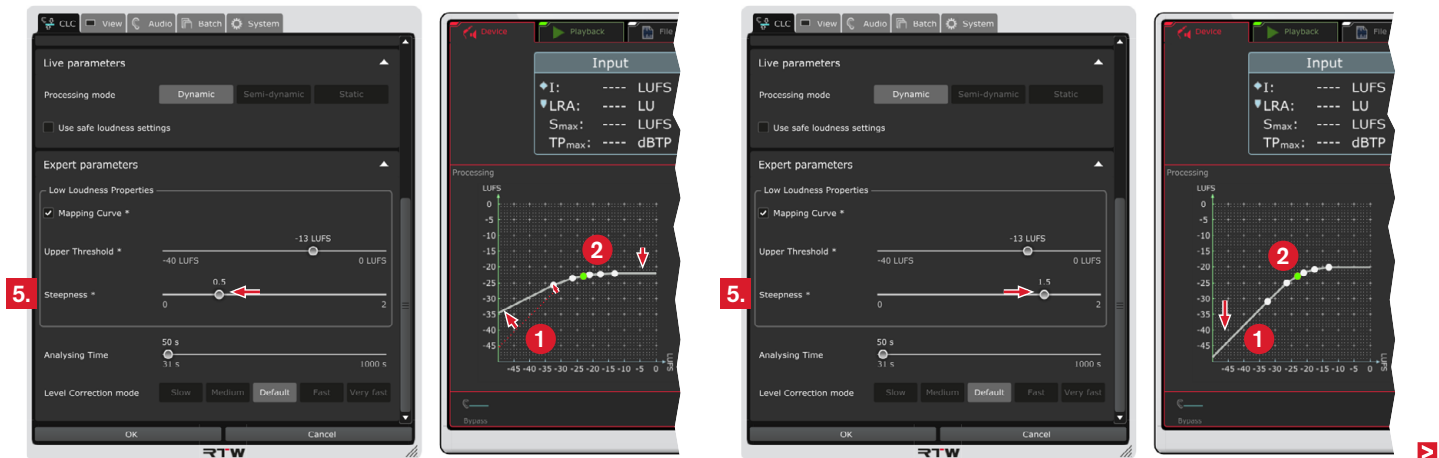 CLC View Audio Batch System
Live parameters
Processing mode Dynamic Semi-dynamic Static
Use safe loudness settings
Expert parameters
Low Loudness Properties
Mapping Curve *
-13 LUFS
Upper Threshold *
-40 LUFS 0 LUFS
0.5
5. Steepness *
0 2
50 s
Analysing Time
31 s 1000 s
Level Correction mode Slow Medium Default Fast Very fast
OK Cancel
RTW
Device Playback File
Input
I: ---- LUFS
LRA: ---- LU
Smax: ---- LUFS
TPmax: ---- dBTP
Processing
LUFS
0
-5
-10
-15
-20
-25
-30
-35
-40
-45
-45 -40 -35 -30 -25 -20 -15 -10 -5 0
LUFS
2
1
Bypass
CLC View Audio Batch System
Live parameters
Processing mode Dynamic Semi-dynamic Static
Use safe loudness settings
Expert parameters
Low Loudness Properties
Mapping Curve *
-13 LUFS
Upper Threshold *
-40 LUFS 0 LUFS
1.5
5. Steepness *
0 2
50 s
Analysing Time
31 s 1000 s
Level Correction mode Slow Medium Default Fast Very fast
OK Cancel
RTW
Device Playback File
Input
I: ---- LUFS
LRA: ---- LU
Smax: ---- LUFS
TPmax: ---- dBTP
Processing
LUFS
0
-5
-10
-15
-20
-25
-30
-35
-40
-45
-45 -40 -35 -30 -25 -20 -15 -10 -5 0
LUFS
2
1
Bypass